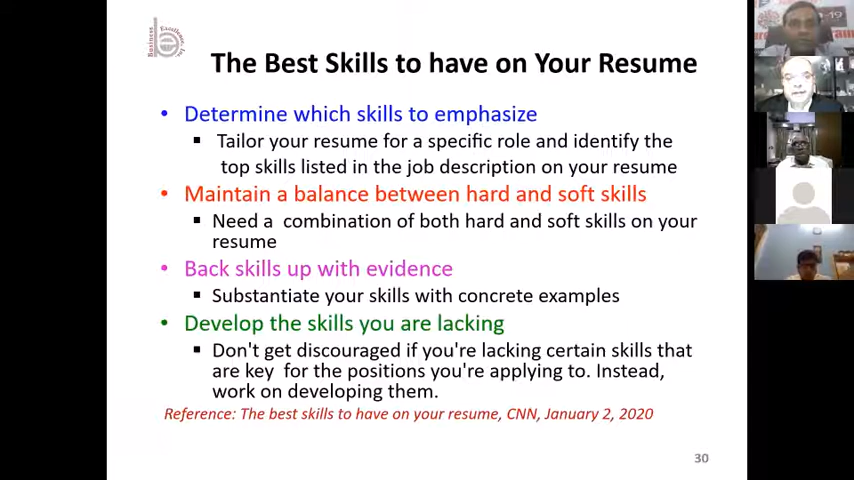 Business Excellence, Inc.
be
The Best Skills to have on Your Resume
• Determine which skills to emphasize
▪ Tailor your resume for a specific role and identify the
top skills listed in the job description on your resume
• Maintain a balance between hard and soft skills
▪ Need a combination of both hard and soft skills on your
resume
• Back skills up with evidence
▪ Substantiate your skills with concrete examples
• Develop the skills you are lacking
▪ Don't get discouraged if you're lacking certain skills that
are key for the positions you're applying to. Instead,
work on developing them.
Reference: The best skills to have on your resume, CNN, January 2, 2020
30
-19